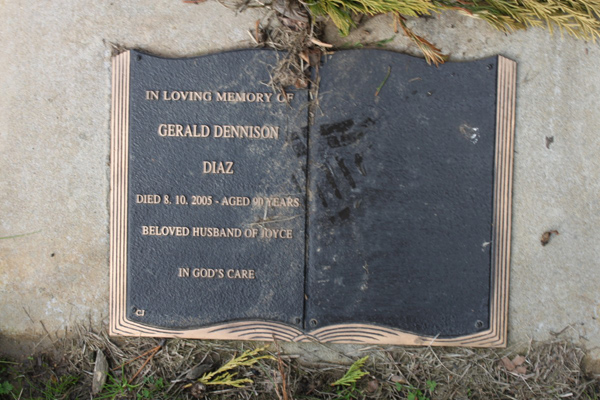 IN LOVING MEMORY OF
GERALD DENNISON
DIAZ
DIED 8. 10. 2005 - AGED 90 YEARS
BELOVED HUSBAND OF JOYCE
IN GOD'S CARE
CI